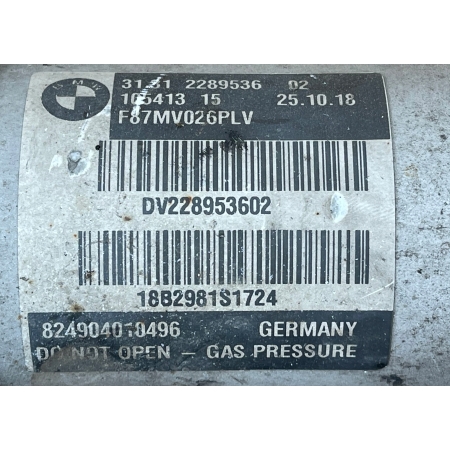 BMW
31.31 2289536 02
105413 15 25.10.18
F87MV026PLV
DV228953602
18B2981S1724
824904010496 GERMANY
DO NOT OPEN - GAS PRESSURE